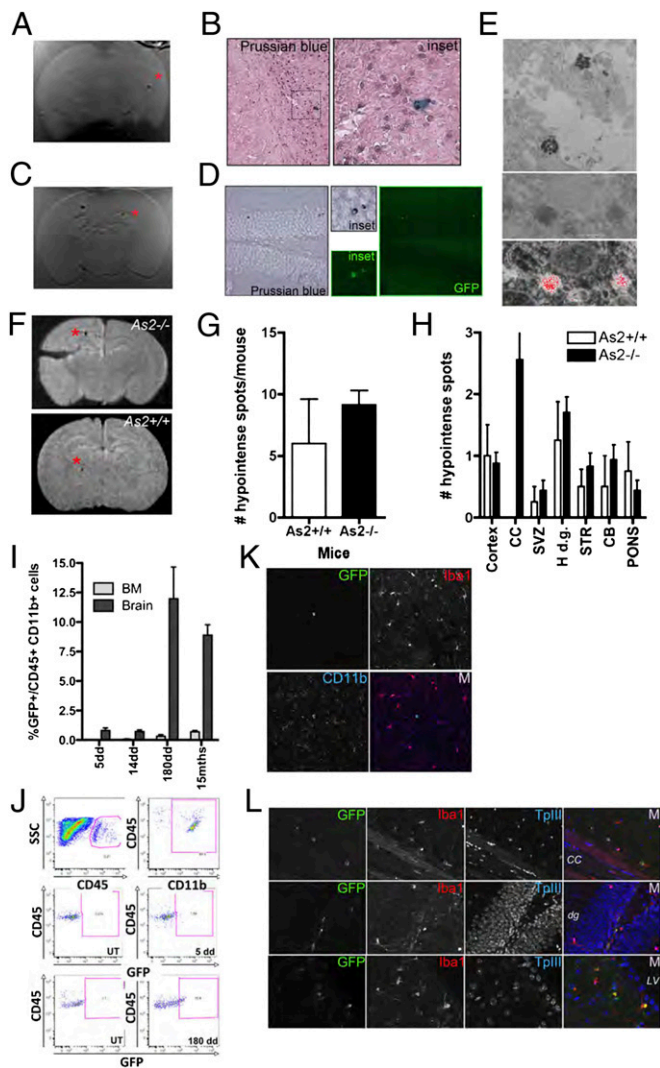 A
B
Prussian blue
inset
E
C
D
inset
inset
Prussian blue
GFP
F
As2-/-
As2+/+
G
# hypointense spots/mouse
15
10
5
0
As2+/+
As2-/-
Mice
H
# hypointense spots
3
2
1
0
As2+/+
As2-/-
Cortex
CC
SVZ
H d.g.
STR
CB
PONS
I
%GFP+/CD45+ CD11b+ cells
15.0
12.5
10.0
7.5
5.0
2.5
0.0
BM
Brain
5dd
14dd
180dd
15mths
K
GFP
Iba1
CD11b
M
J
SSC
CD45
CD45
CD11b
CD45
UT
CD45
5 dd
GFP
CD45
UT
CD45
180 dd
GFP
L
GFP
Iba1
TpIII
M
CC
GFP
Iba1
TpIII
M
dg
GFP
Iba1
TpIII
M
LV